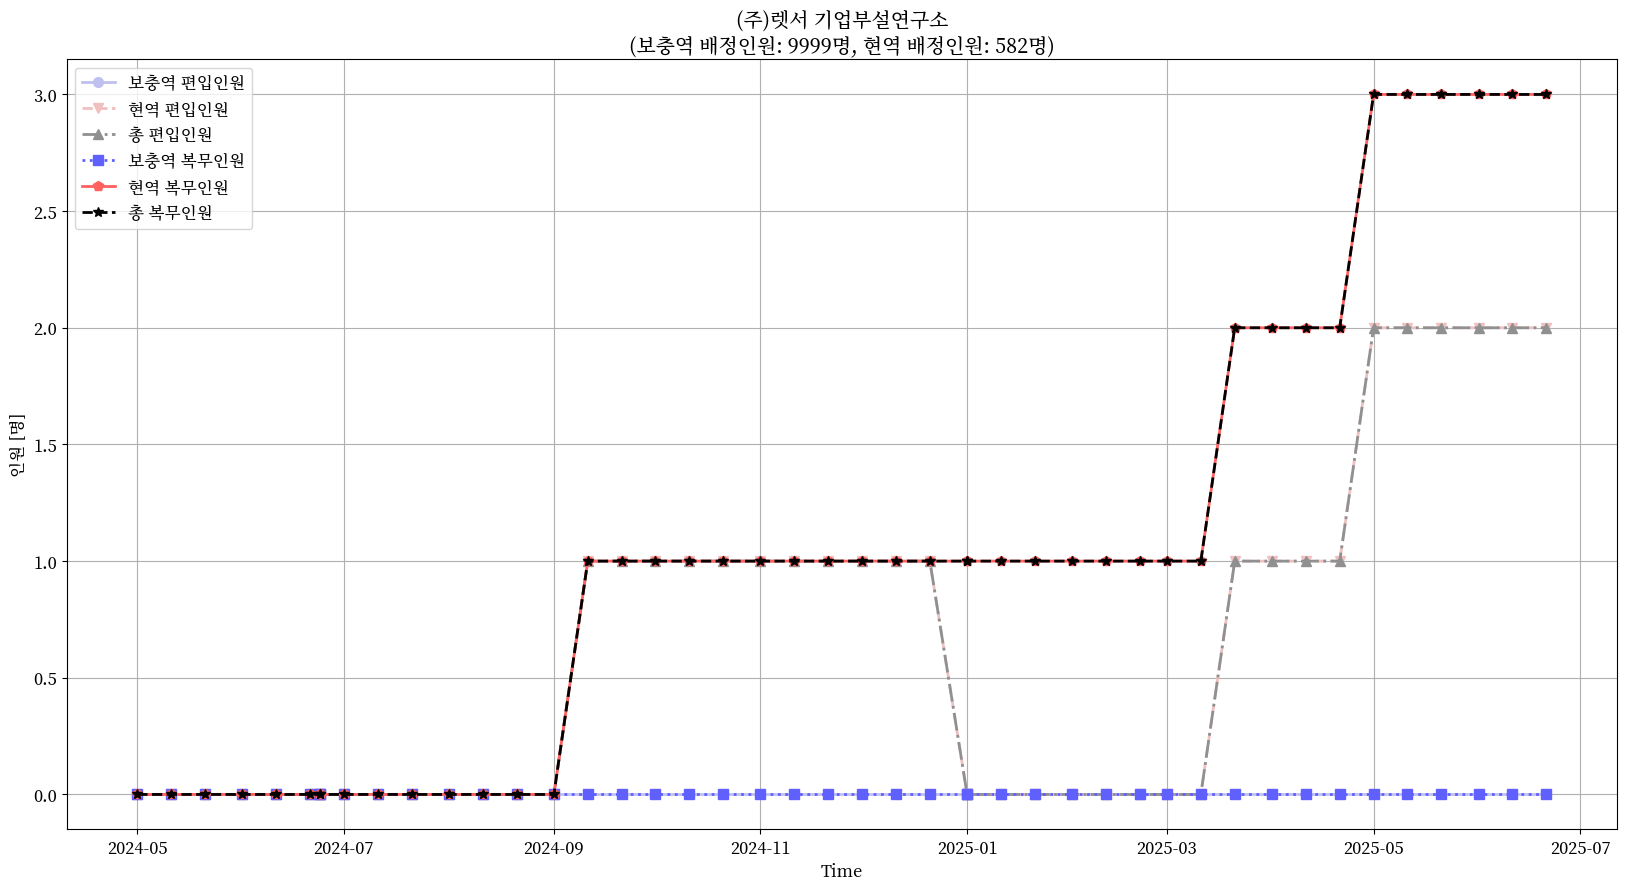 (주)렛서 기업부설연구소
(보충역 배정인원: 9999명, 현역 배정인원: 582명)
보충역 편입인원
현역 편입인원
총 편입인원
보충역 복무인원
현역 복무인원
총 복무인원
3.0
2.5
2.0
1.5
1.0
0.5
0.0
인원 [명]
2024-05
2024-07
2024-09
2024-11
2025-01
2025-03
2025-05
2025-07
Time